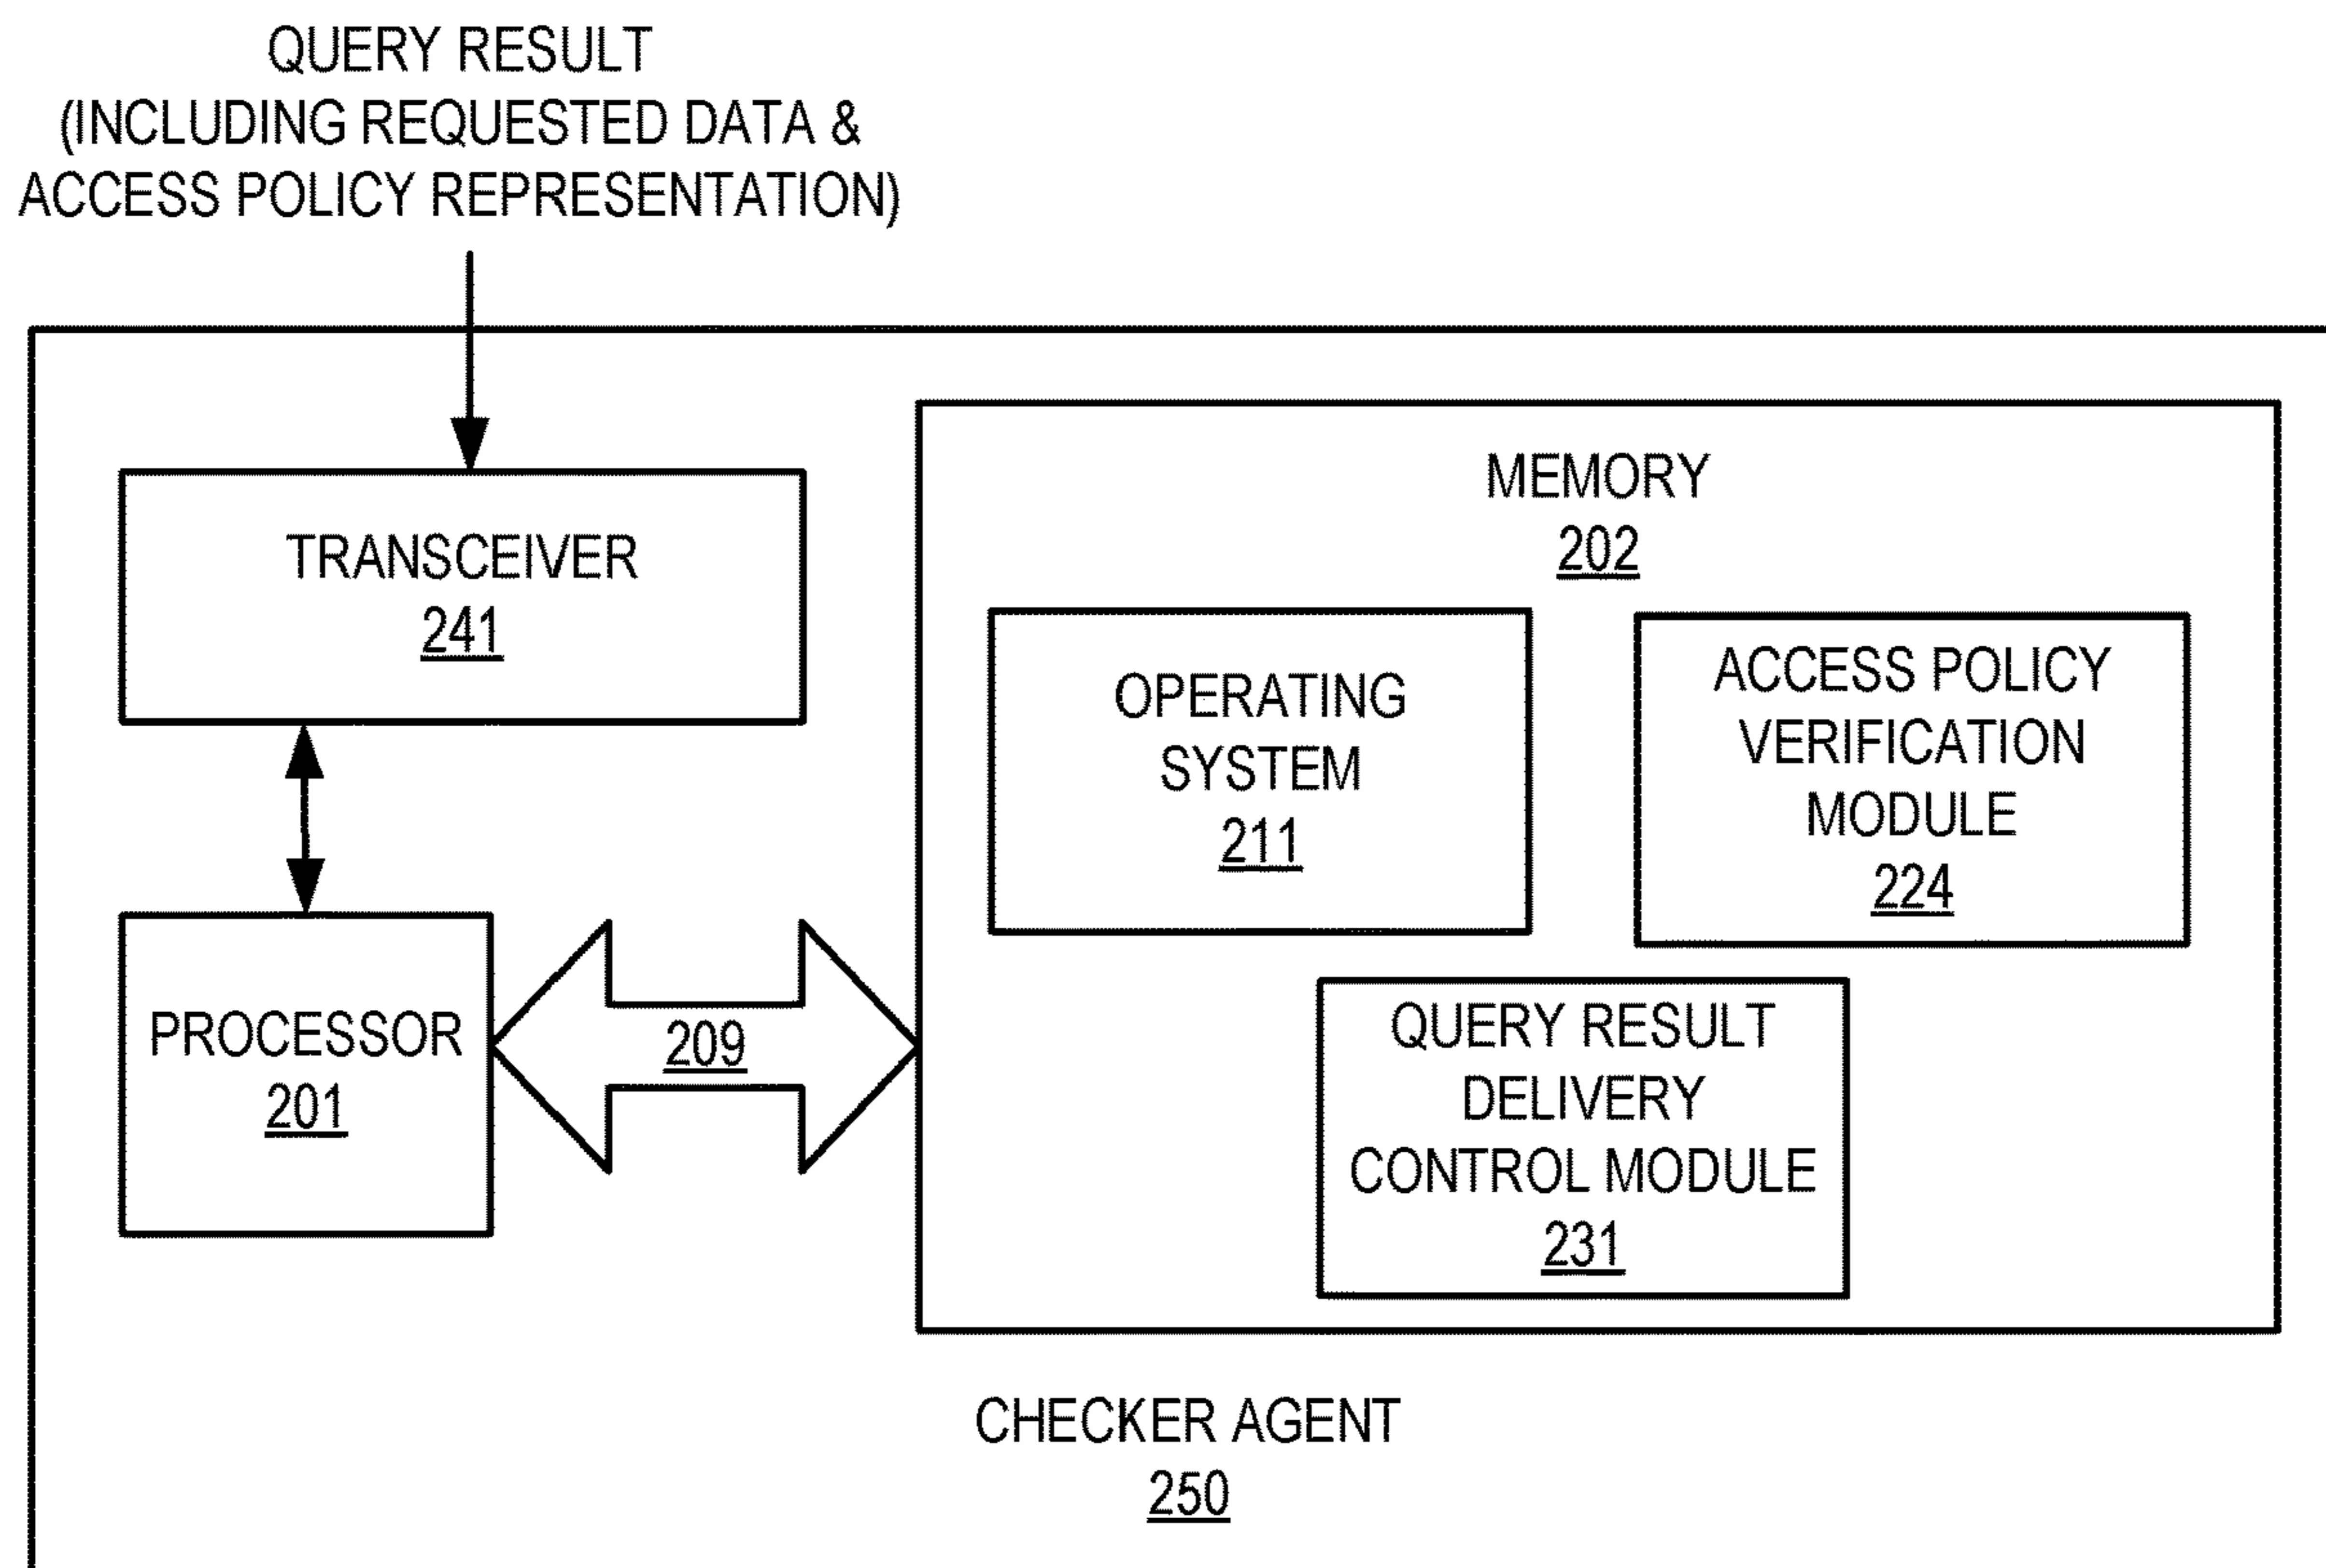 QUERY RESULT
(INCLUDING REQUESTED DATA &
ACCESS POLICY REPRESENTATION)
TRANSCEIVER
241
PROCESSOR
201
209
MEMORY
202
OPERATING
SYSTEM
211
ACCESS POLICY
VERIFICATION
MODULE
224
QUERY RESULT
DELIVERY
CONTROL MODULE
231
CHECKER AGENT
250